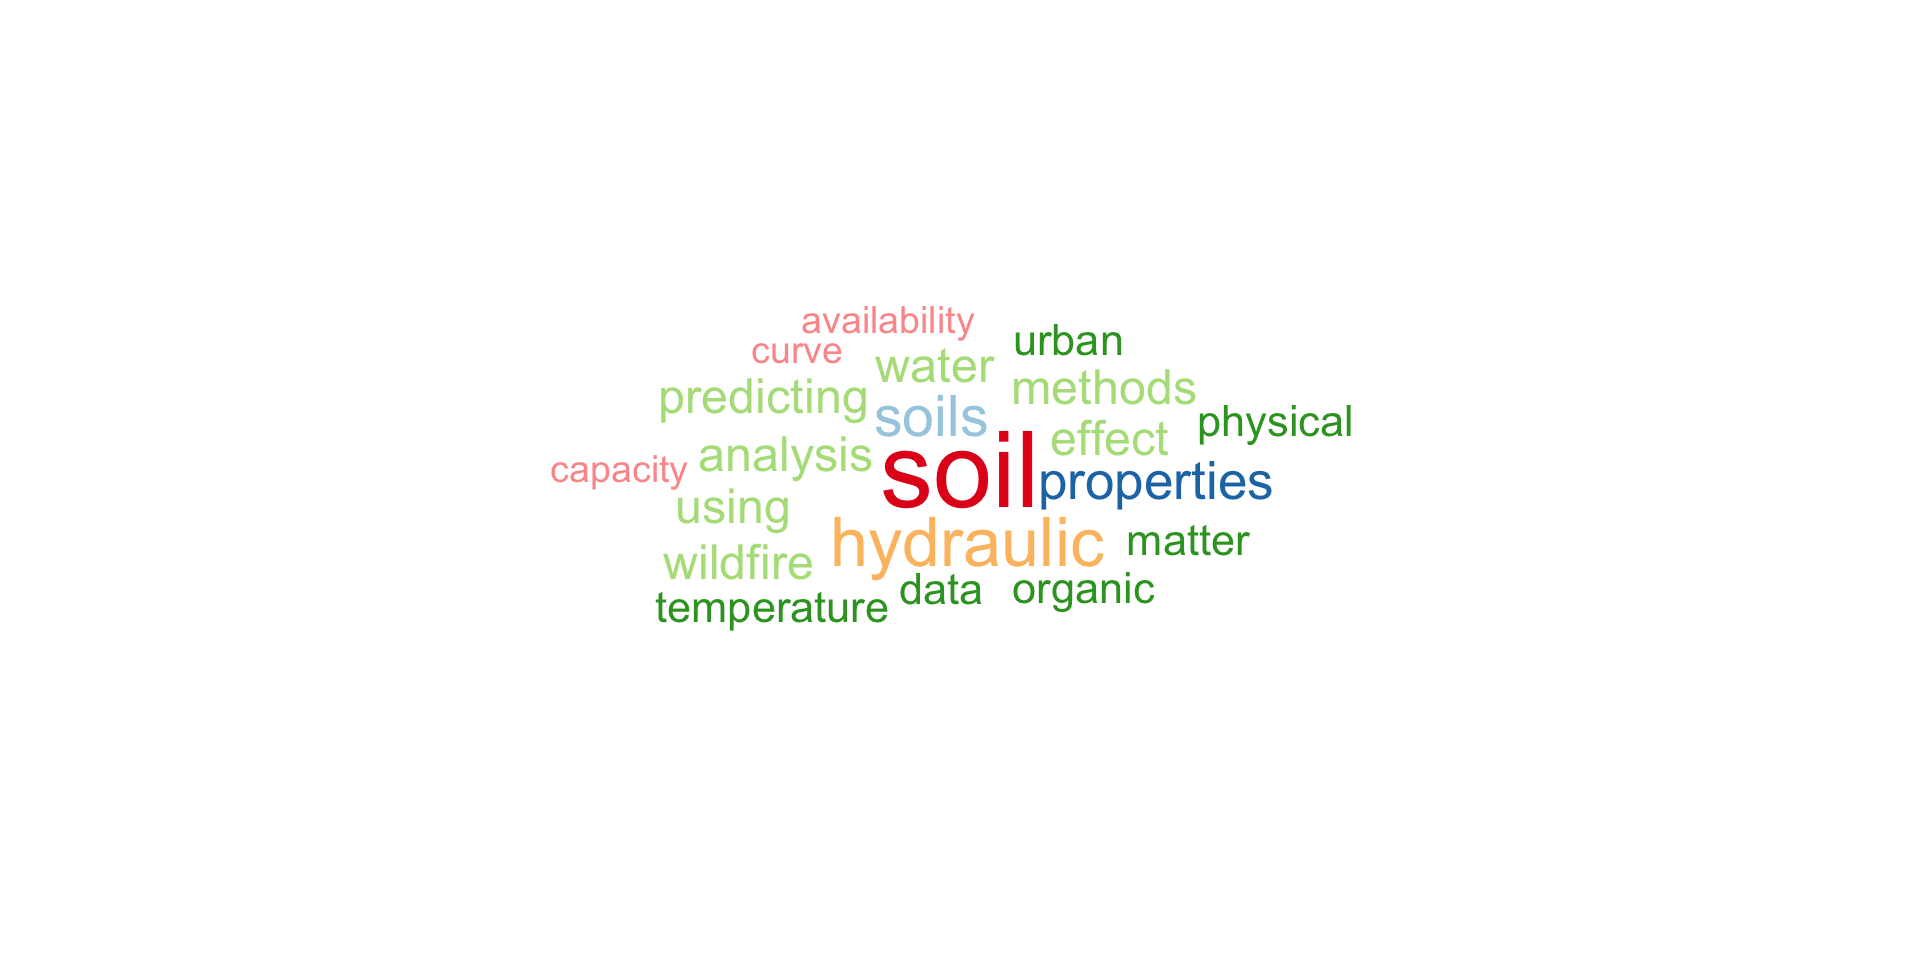 availability
urban
curve
water
methods
predicting
soils
physical
effect
analysis
capacity
soil
properties
using
hydraulic
matter
wildfire
data
organic
temperature